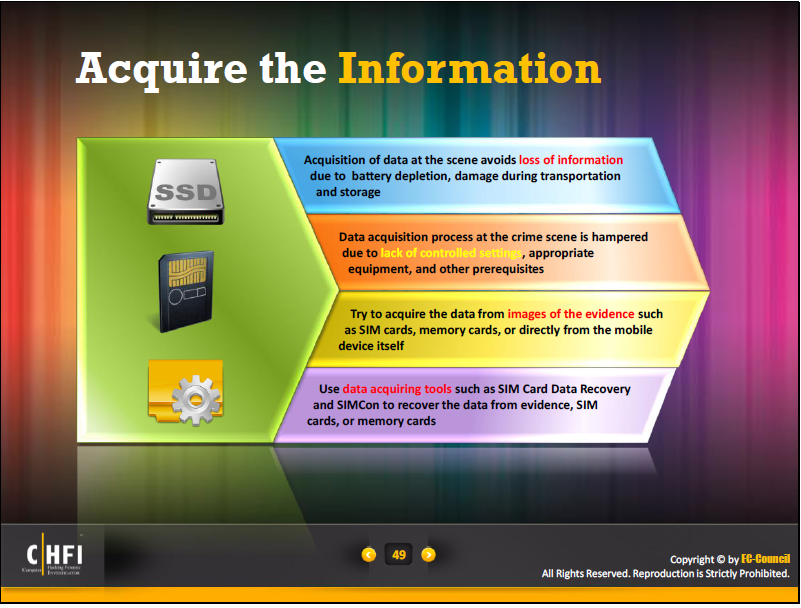 Acquire the Information
SSD
Acquisition of data at the scene avoids loss of information
due to battery depletion, damage during transportation
and storage
Data acquisition process at the crime scene is hampered
due to lack of controlled settings, appropriate
equipment, and other prerequisites
Try to acquire the data from images of the evidence such
as SIM cards, memory cards, or directly from the mobile
device itself
Use data acquiring tools such as SIM Card Data Recovery
and SIMCon to recover the data from evidence, SIM
cards, or memory cards
CHFI
Computer Hacking Forensic
INVESTIGATOR
49
Copyright © by EC-Council
All Rights Reserved. Reproduction is Strictly Prohibited.